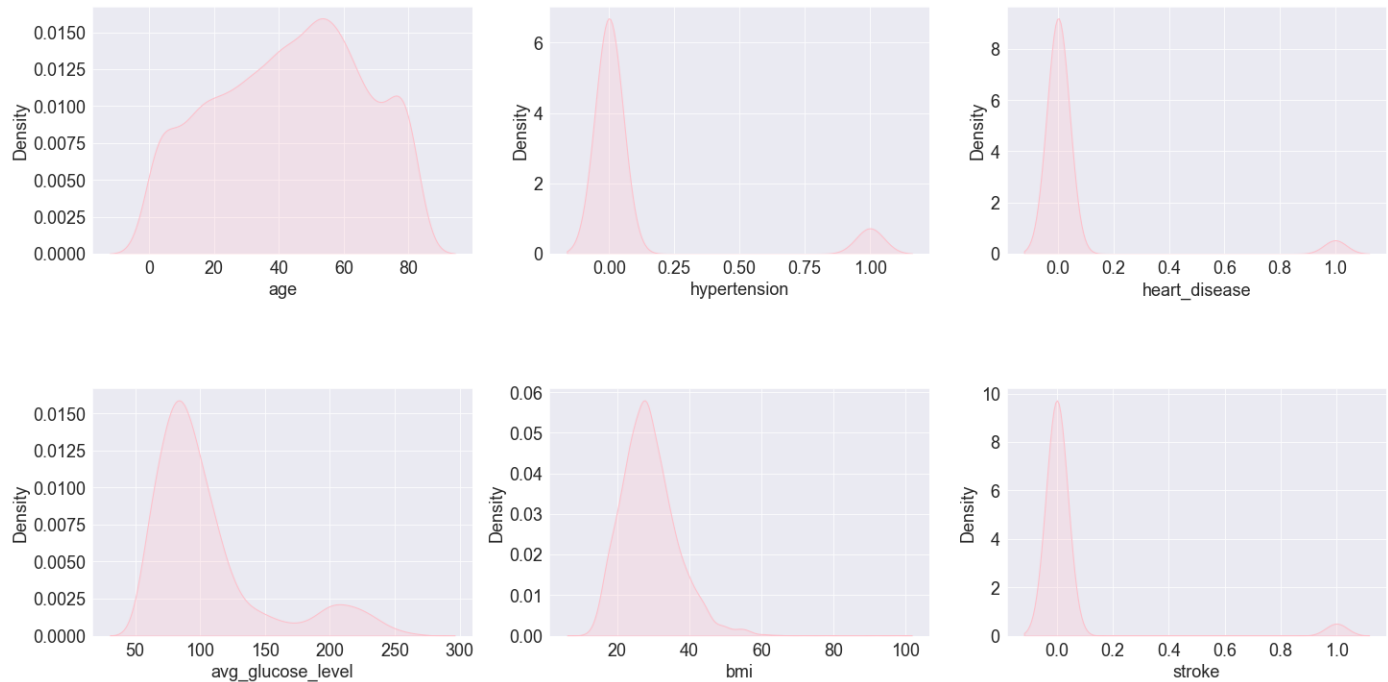 0.0150
0.0125
0.0100
0.0075
0.0050
0.0025
0.0000
Density
0 20 40 60 80
age
6
4
2
0
Density
0.00 0.25 0.50 0.75 1.00
hypertension
8
6
4
2
0
Density
0.0 0.2 0.4 0.6 0.8 1.0
heart_disease
0.0150
0.0125
0.0100
0.0075
0.0050
0.0025
0.0000
Density
50 100 150 200 250 300
avg_glucose_level
0.06
0.05
0.04
0.03
0.02
0.01
0.00
Density
20 40 60 80 100
bmi
10
8
6
4
2
0
Density
0.0 0.2 0.4 0.6 0.8 1.0
stroke